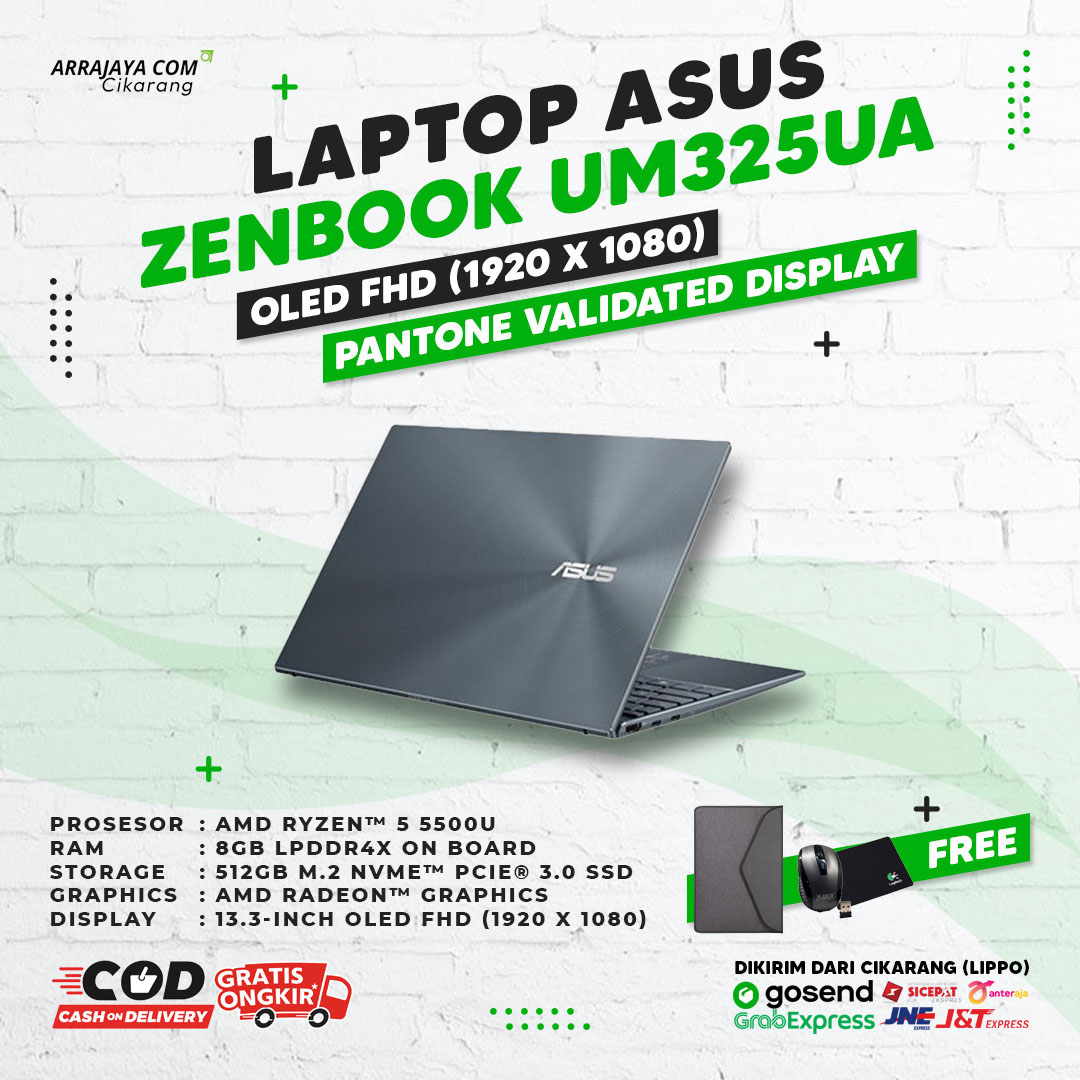 ARRAJAYA COM
Cikarang
LAPTOP ASUS
ZENBOOK UM325UA
OLED FHD (1920 X 1080)
PANTONE VALIDATED DISPLAY
ASUS
PROSESOR : AMD RYZEN™ 5 5500U
RAM : 8GB LPDDR4X ON BOARD
STORAGE : 512GB M.2 NVME™ PCIE® 3.0 SSD
GRAPHICS : AMD RADEON™ GRAPHICS
DISPLAY : 13.3-INCH OLED FHD (1920 X 1080)
FREE
Logitech
COD
CASH ON DELIVERY
GRATIS
ONGKIR
DIKIRIM DARI CIKARANG (LIPPO)
gosend
SICEPAT
EKSPRES
anteraja
GrabExpress
JNE
EXPRESS
J&T EXPRESS